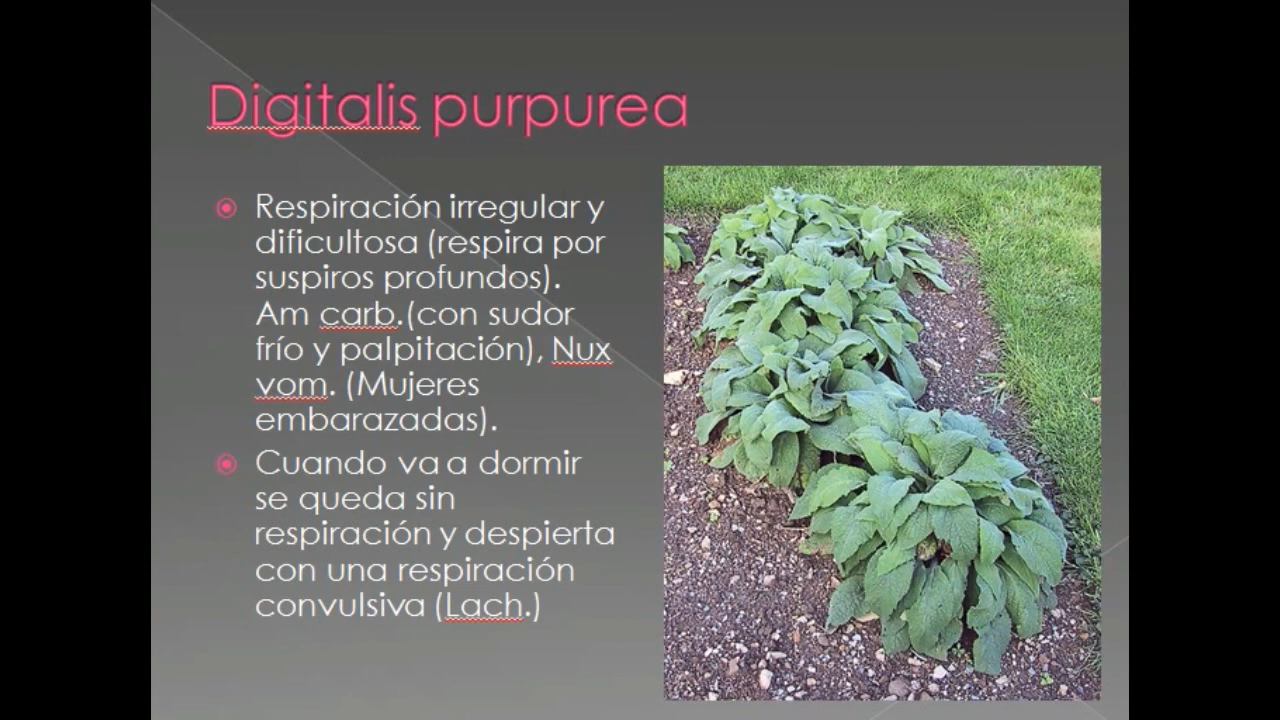 Digitalis purpurea
Respiración irregular y
dificultosa (respira por
suspiros profundos).
Am carb.(con sudor
frío y palpitación), Nux
vom. (Mujeres
embarazadas).
Cuando va a dormir
se queda sin
respiración y despierta
con una respiración
convulsiva (Lach.)